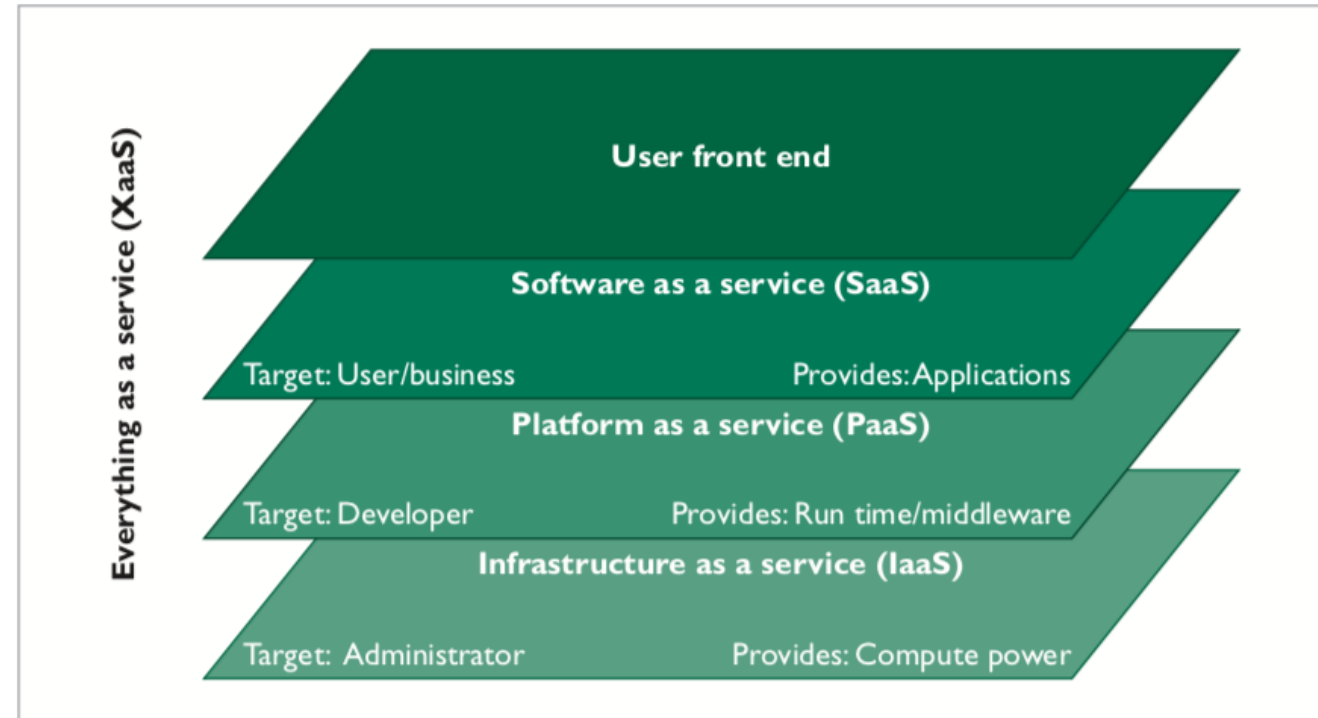 Everything as a service (XaaS)
User front end
Software as a service (SaaS)
Target: User/business Provides: Applications
Platform as a service (PaaS)
Target: Developer Provides: Run time/middleware
Infrastructure as a service (IaaS)
Target: Administrator Provides: Compute power